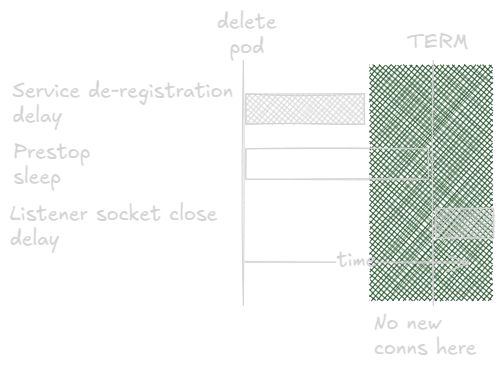 delete
pod
TERM
Service de-registration
delay
Prestop
sleep
Listener socket close
delay
time
No new
conns here